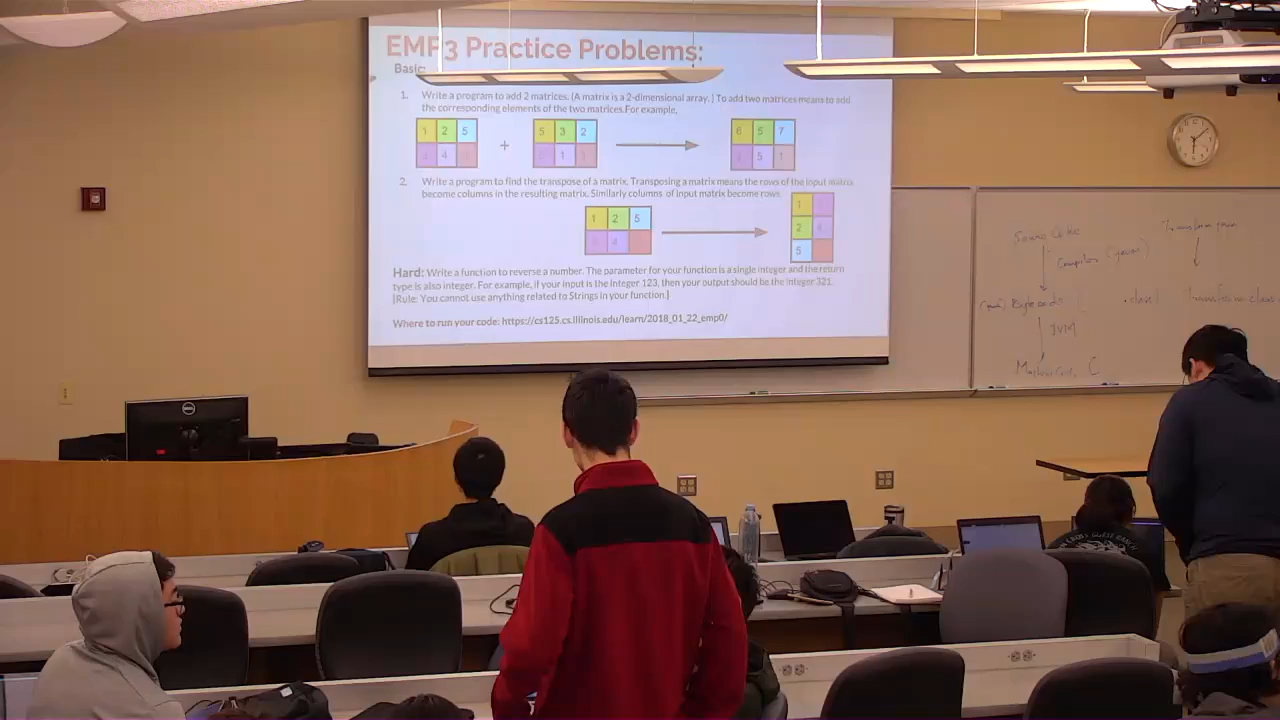 EMP3 Practice Problems:
Basic:
1. Write a program to add 2 matrices. (A matrix is a 2-dimensional array. ) To add two matrices means to add
the corresponding elements of the two matrices.For example,
1 2 5 + 5 3 2 6 5 7
4 1 5 1
2. Write a program to find the transpose of a matrix. Transposing a matrix means the rows of the input matrix
become columns in the resulting matrix. Similarly columns of input matrix become rows
1 2 5
4
1
2 4
5
Hard: Write a function to reverse a number. The parameter for your function is a single integer and the return
type is also integer. For example, if your input is the integer 123, then your output should be the integer 321.
[Rule: You cannot use anything related to Strings in your function.]
Where to run your code: https://cs125.cs.illinois.edu/learn/2018_01_22_emp0/
Compiler
.class
JVM
DELL